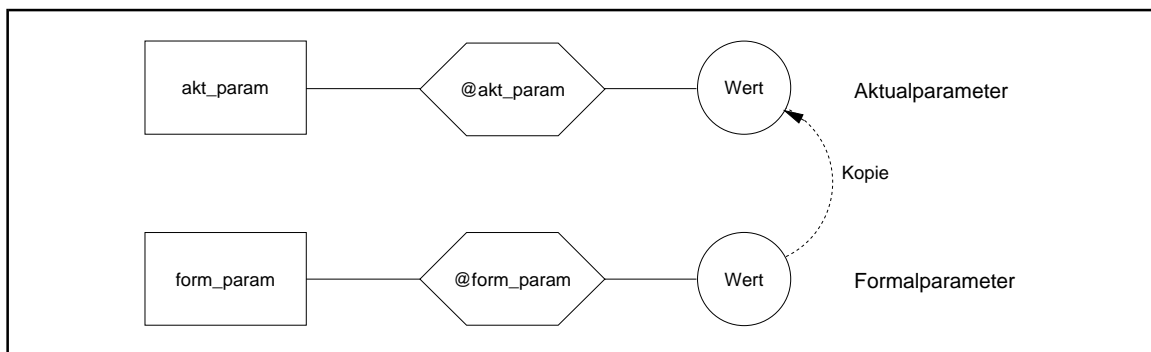 akt_param @akt_param Wert Aktualparameter
Kopie
form_param @form_param Wert Formalparameter